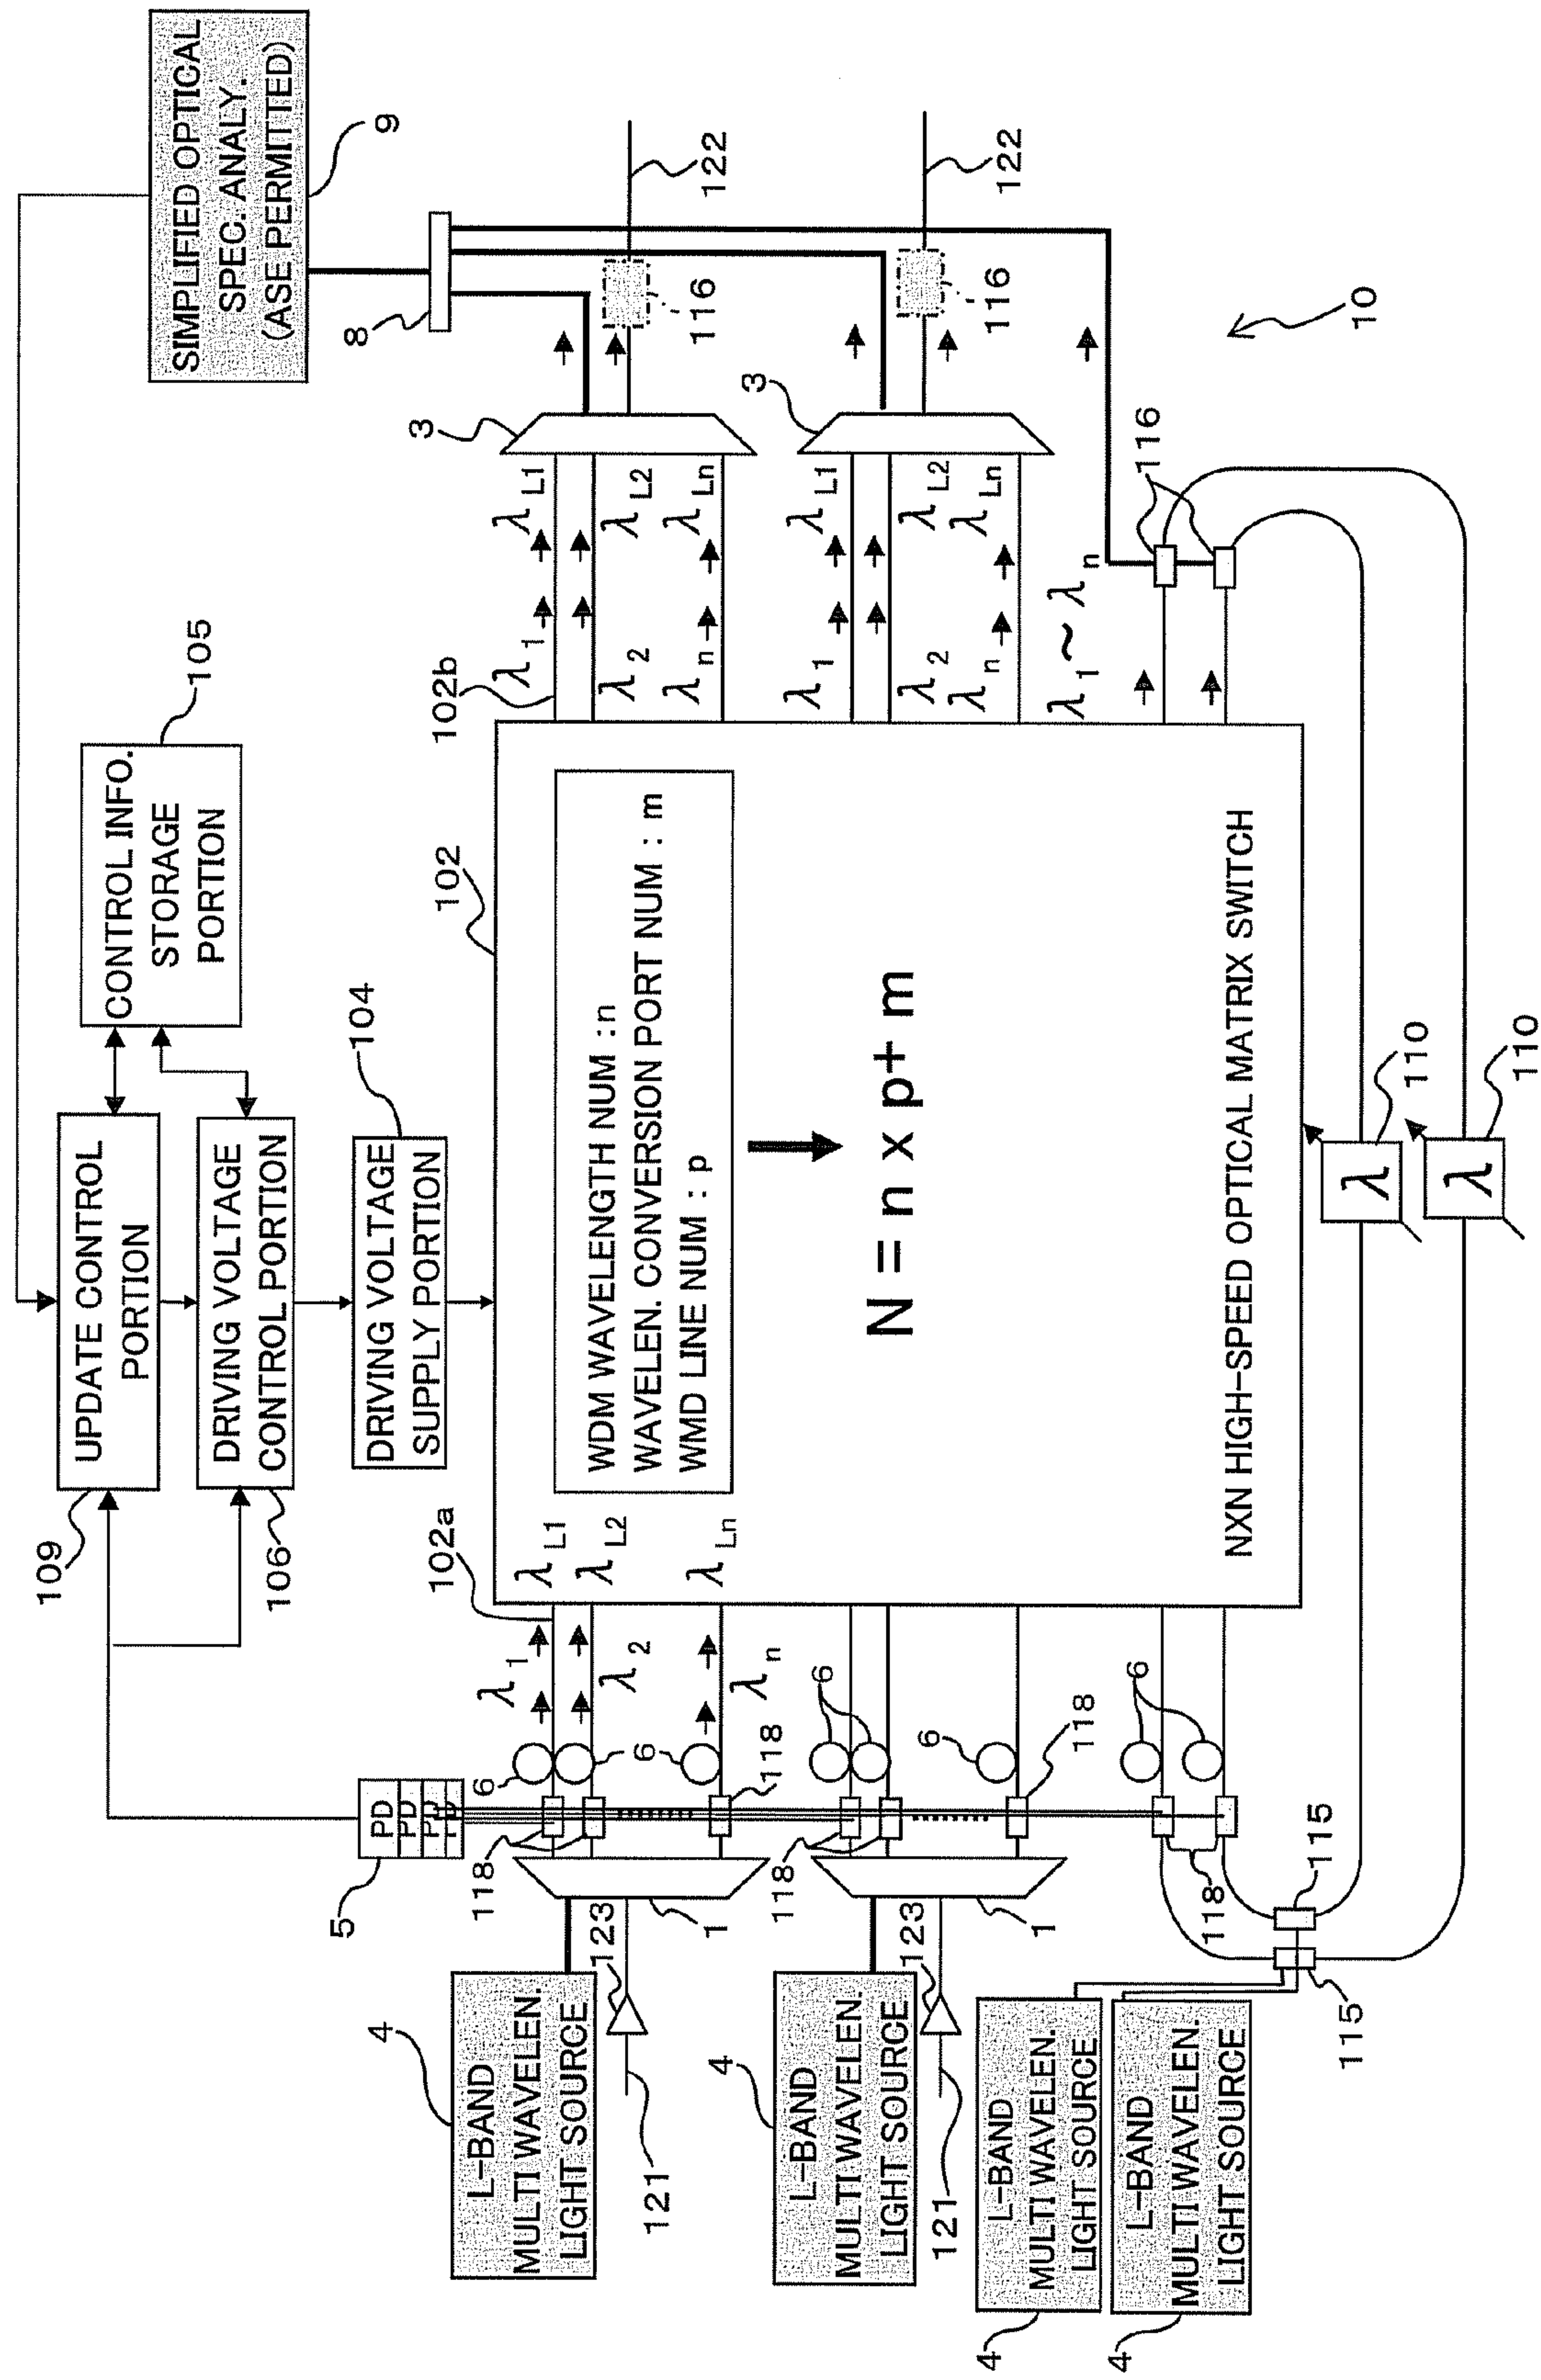 SIMPLIFIED OPTICAL
SPEC. ANALY.
(ASE PERMITTED)
9
8
CONTROL INFO.
STORAGE
PORTION
105
UPDATE CONTROL
PORTION
109
DRIVING VOLTAGE
CONTROL PORTION
106
DRIVING VOLTAGE
SUPPLY PORTION
104
5
PD
PD
PD
PD
L-BAND
MULTI WAVELEN.
LIGHT SOURCE
4
121
123
1
118
118
6
6
λ1
λ2
λn
102a
λL1
λL2
λLn
102
WDM WAVELENGTH NUM :n
WAVELEN. CONVERSION PORT NUM : m
WMD LINE NUM : p
N = n x p+ m
NXN HIGH-SPEED OPTICAL MATRIX SWITCH
102b
λ1
λL1
λ2
λL2
λn
λLn
3
116
122
L-BAND
MULTI WAVELEN.
LIGHT SOURCE
4
121
123
1
118
118
6
6
λ1
λL1
λ2
λL2
λn
λLn
3
116
122
L-BAND
MULTI WAVELEN.
LIGHT SOURCE
4
L-BAND
MULTI WAVELEN.
LIGHT SOURCE
4
115
115
118
6
λ1~λn
116
λ
110
λ
110
10